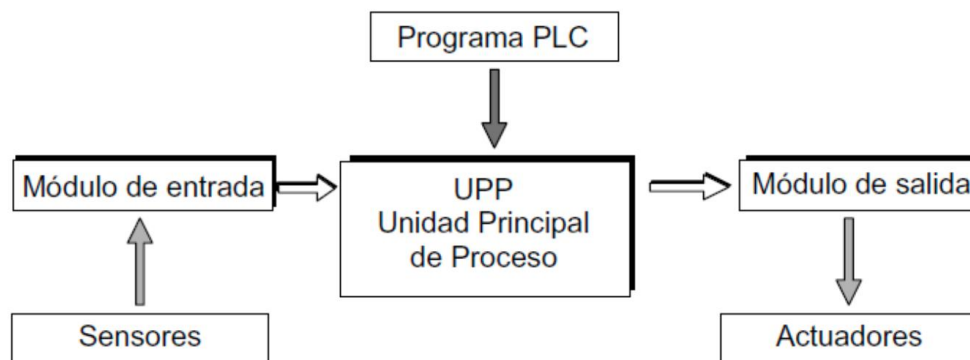 Programa PLC
Módulo de entrada
UPP
Unidad Principal
de Proceso
Módulo de salida
Sensores
Actuadores